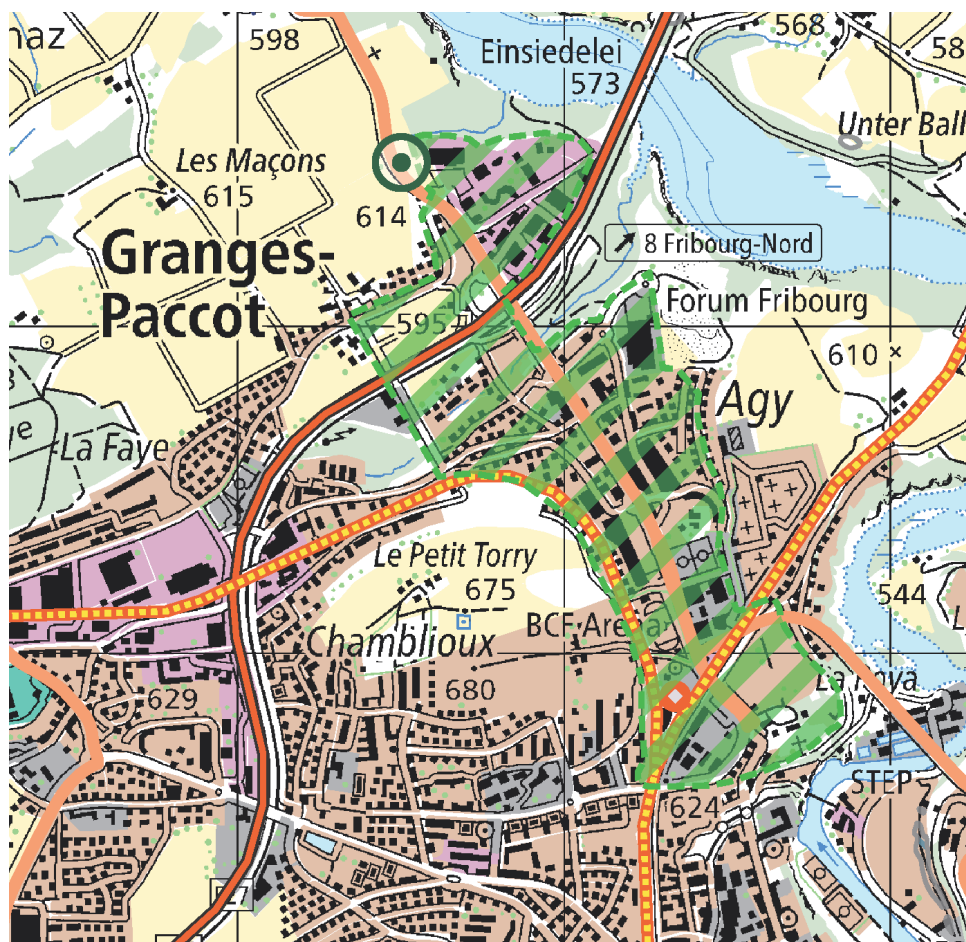 naz
598
568
58
Einsiedelei
573
Unter Ball
Les Maçons
615
614
8 Fribourg-Nord
Granges-
Paccot
Forum Fribourg
595
610
Agy
La Faye
Le Petit Torry
675
544
Chamblioux
BCF Arena
680
629
STEP
624